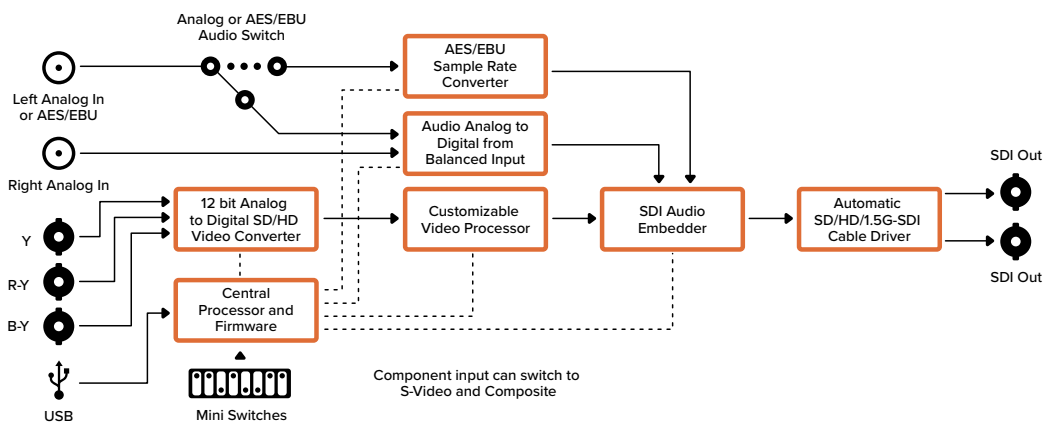 Analog or AES/EBU
Audio Switch
Left Analog In
or AES/EBU
Right Analog In
Y
R-Y
B-Y
USB
AES/EBU
Sample Rate
Converter
Audio Analog to
Digital from
Balanced Input
12 bit Analog
to Digital SD/HD
Video Converter
Customizable
Video Processor
SDI Audio
Embedder
Automatic
SD/HD/1.5G-SDI
Cable Driver
SDI Out
SDI Out
Central
Processor and
Firmware
Mini Switches
Component input can switch to
S-Video and Composite